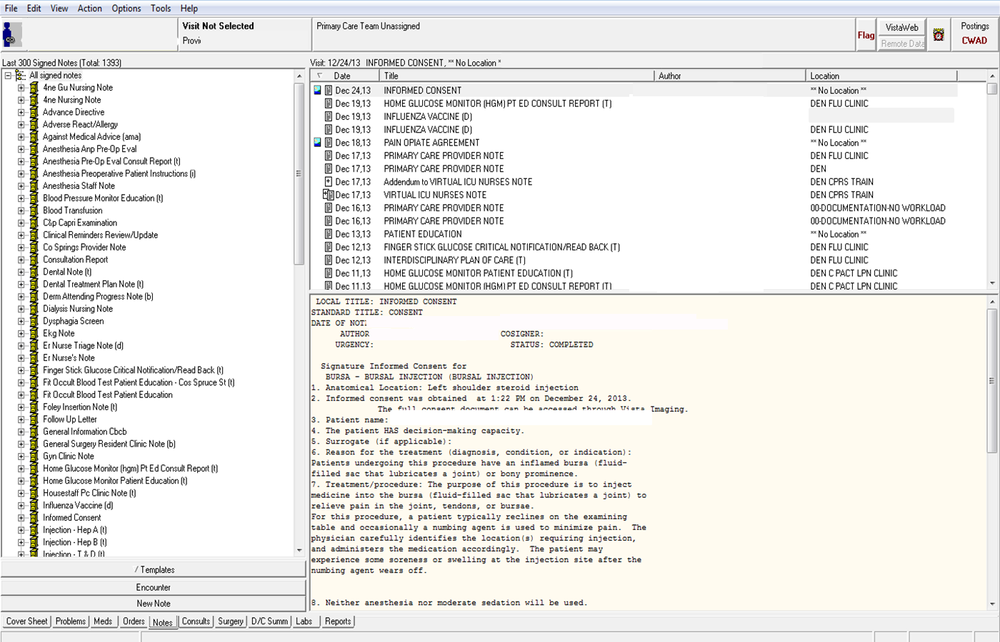 File Edit View Action Options Tools Help
Visit Not Selected
Provi
Primary Care Team Unassigned
Flag
VistaWeb
Remote Data
Postings
CWAD
Last 300 Signed Notes (Total: 1393)
All signed notes
4ne Gu Nursing Note
4ne Nursing Note
Advance Directive
Adverse React/Allergy
Against Medical Advice (ama)
Anesthesia Anp Pre-Op Eval
Anesthesia Pre-Op Eval Consult Report (t)
Anesthesia Preoperative Patient Instructions (i)
Anesthesia Staff Note
Blood Pressure Monitor Education (t)
Blood Transfusion
C&p Capri Examination
Clinical Reminders Review/Update
Co Springs Provider Note
Consultation Report
Dental Note (t)
Dental Treatment Plan Note (t)
Derm Attending Progress Note (b)
Dialysis Nursing Note
Dysphagia Screen
Ekg Note
Er Nurse Triage Note (d)
Er Nurse's Note
Finger Stick Glucose Critical Notification/Read Back (t)
Fit Occult Blood Test Patient Education - Cos Spruce St (t)
Fit Occult Blood Test Patient Education
Foley Insertion Note (t)
Follow Up Letter
General Information Cbcb
General Surgery Resident Clinic Note (b)
Gyn Clinic Note
Home Glucose Monitor (hgm) Pt Ed Consult Report (t)
Home Glucose Monitor Patient Education (t)
Housestaff Pc Clinic Note (t)
Influenza Vaccine (d)
Informed Consent
Injection - Hep A (t)
Injection - Hep B (t)
Injection - T & D (t)
/ Templates
Encounter
New Note
Visit: 12/24/13 INFORMED CONSENT, ** No Location *
Date Title Author Location
Dec 24,13 INFORMED CONSENT ** No Location **
Dec 19,13 HOME GLUCOSE MONITOR (HGM) PT ED CONSULT REPORT (T) DEN FLU CLINIC
Dec 19,13 INFLUENZA VACCINE (D)
Dec 19,13 INFLUENZA VACCINE (D) DEN FLU CLINIC
Dec 18,13 PAIN OPIATE AGREEMENT ** No Location **
Dec 17,13 PRIMARY CARE PROVIDER NOTE DEN FLU CLINIC
Dec 17,13 PRIMARY CARE PROVIDER NOTE DEN
Dec 17,13 Addendum to VIRTUAL ICU NURSES NOTE DEN CPRS TRAIN
Dec 17,13 VIRTUAL ICU NURSES NOTE DEN CPRS TRAIN
Dec 16,13 PRIMARY CARE PROVIDER NOTE 00-DOCUMENTATION-NO WORKLOAD
Dec 16,13 PRIMARY CARE PROVIDER NOTE 00-DOCUMENTATION-NO WORKLOAD
Dec 13,13 PATIENT EDUCATION ** No Location **
Dec 12,13 FINGER STICK GLUCOSE CRITICAL NOTIFICATION/READ BACK (T) DEN FLU CLINIC
Dec 12,13 INTERDISCIPLINARY PLAN OF CARE (T) DEN FLU CLINIC
Dec 11,13 HOME GLUCOSE MONITOR PATIENT EDUCATION (T) DEN C PACT LPN CLINIC
Dec 11,13 HOME GLUCOSE MONITOR (HGM) PT ED CONSULT REPORT (T) DEN C PACT LPN CLINIC
LOCAL TITLE: INFORMED CONSENT
STANDARD TITLE: CONSENT
DATE OF NOT:
AUTHOR COSIGNER:
URGENCY: STATUS: COMPLETED
Signature Informed Consent for
BURSA - BURSAL INJECTION (BURSAL INJECTION)
1. Anatomical Location: Left shoulder steroid injection
2. Informed consent was obtained at 1:22 PM on December 24, 2013.
The full consent document can be accessed through Vista Imaging.
3. Patient name:
4. The patient HAS decision-making capacity.
5. Surrogate (if applicable):
6. Reason for the treatment (diagnosis, condition, or indication):
Patients undergoing this procedure have an inflamed bursa (fluid-
filled sac that lubricates a joint) or bony prominence.
7. Treatment/procedure: The purpose of this procedure is to inject
medicine into the bursa (fluid-filled sac that lubricates a joint) to
relieve pain in the joint, tendons, or bursae.
For this procedure, a patient typically reclines on the examining
table and occasionally a numbing agent is used to minimize pain. The
physician carefully identifies the location(s) requiring injection,
and administers the medication accordingly. The patient may
experience some soreness or swelling at the injection site after the
numbing agent wears off.
8. Neither anesthesia nor moderate sedation will be used.
Cover Sheet Problems Meds Orders Notes Consults Surgery D/C Summ Labs Reports